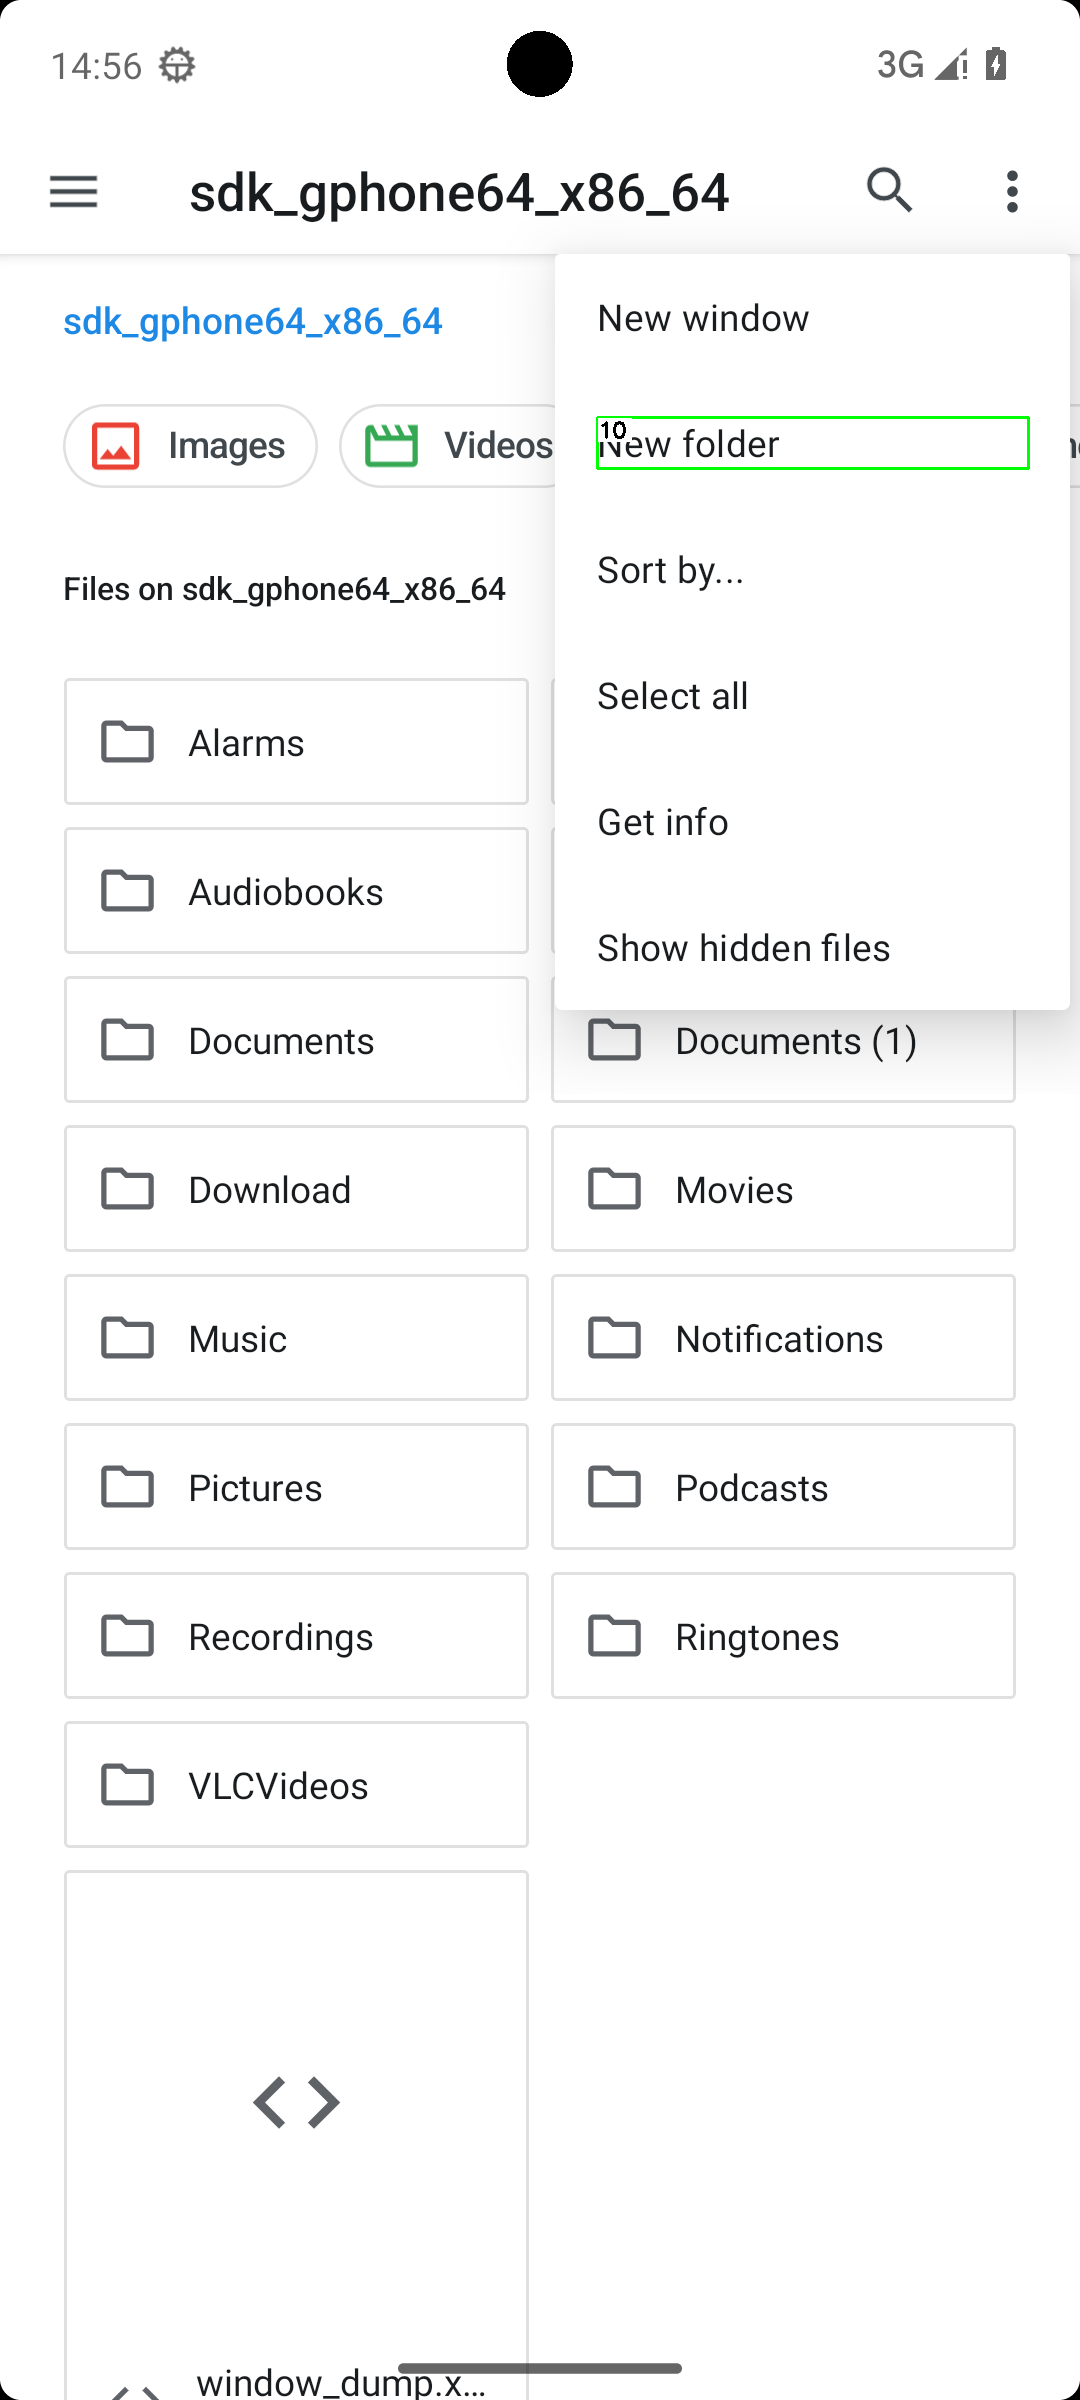 14:56
3G
sdk_gphone64_x86_64
sdk_gphone64_x86_64
New window
Images
Videos
10
New folder
Sort by...
Files on sdk_gphone64_x86_64
Select all
Alarms
Get info
Audiobooks
Show hidden files
Documents
Documents (1)
Download
Movies
Music
Notifications
Pictures
Podcasts
Recordings
Ringtones
VLCVideos
window_dump.x...